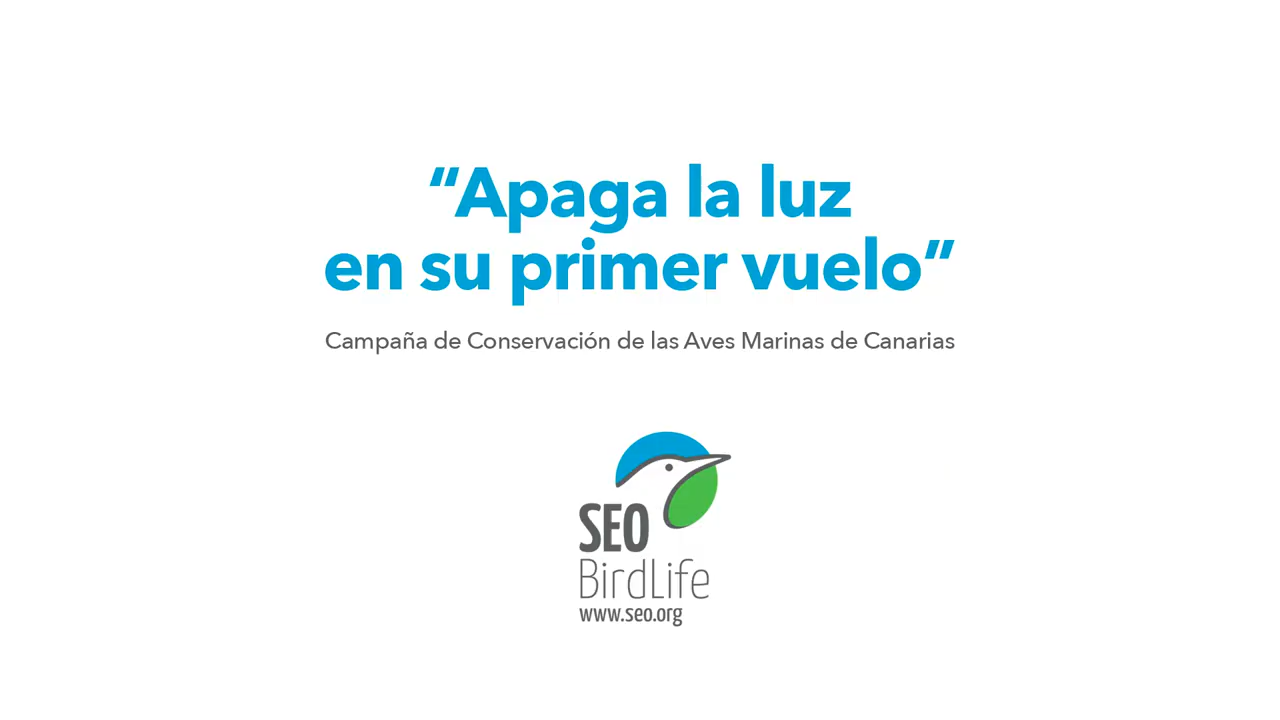 “Apaga la luz
en su primer vuelo”
Campaña de Conservación de las Aves Marinas de Canarias
SEO
BirdLife
www.seo.org